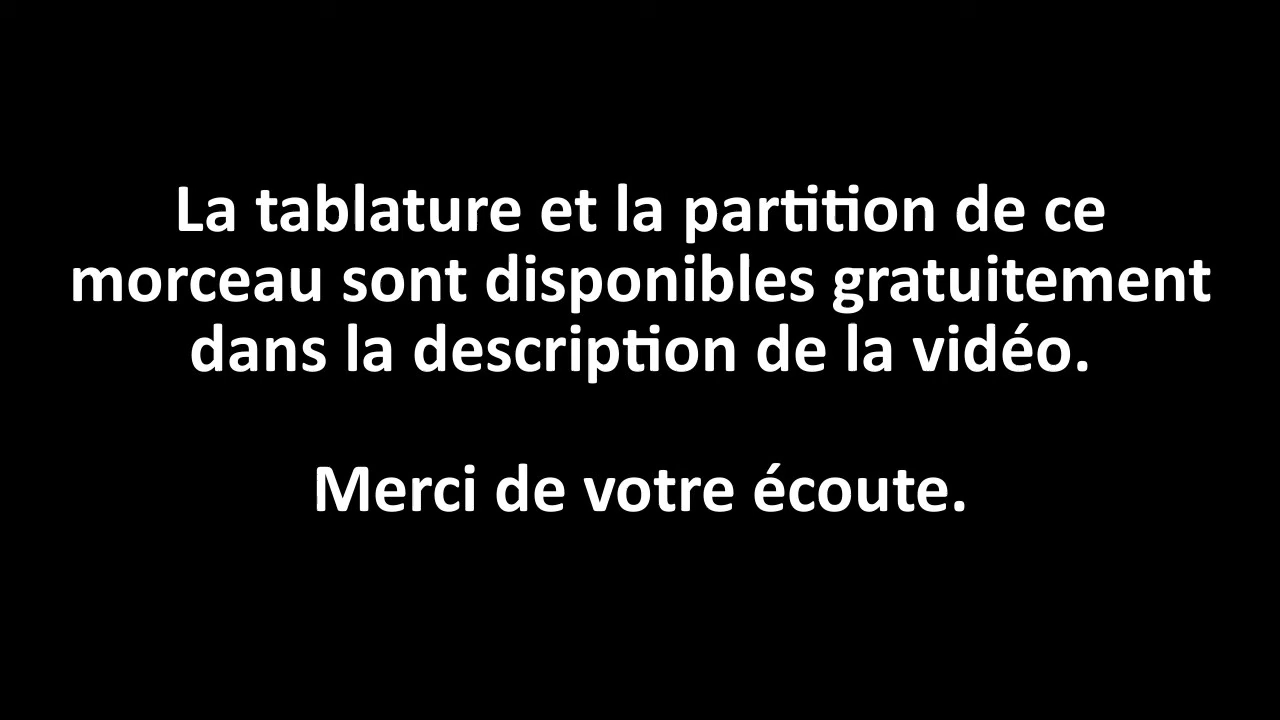 La tablature et la partition de ce
morceau sont disponibles gratuitement
dans la description de la vidéo.
Merci de votre écoute.